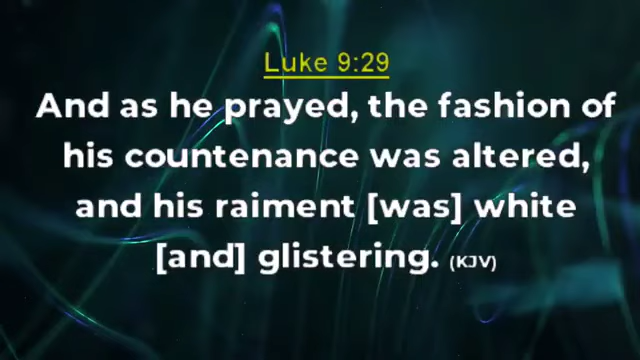 Luke 9:29
And as he prayed, the fashion of
his countenance was altered,
and his raiment [was] white
[and] glistering. (KJV)